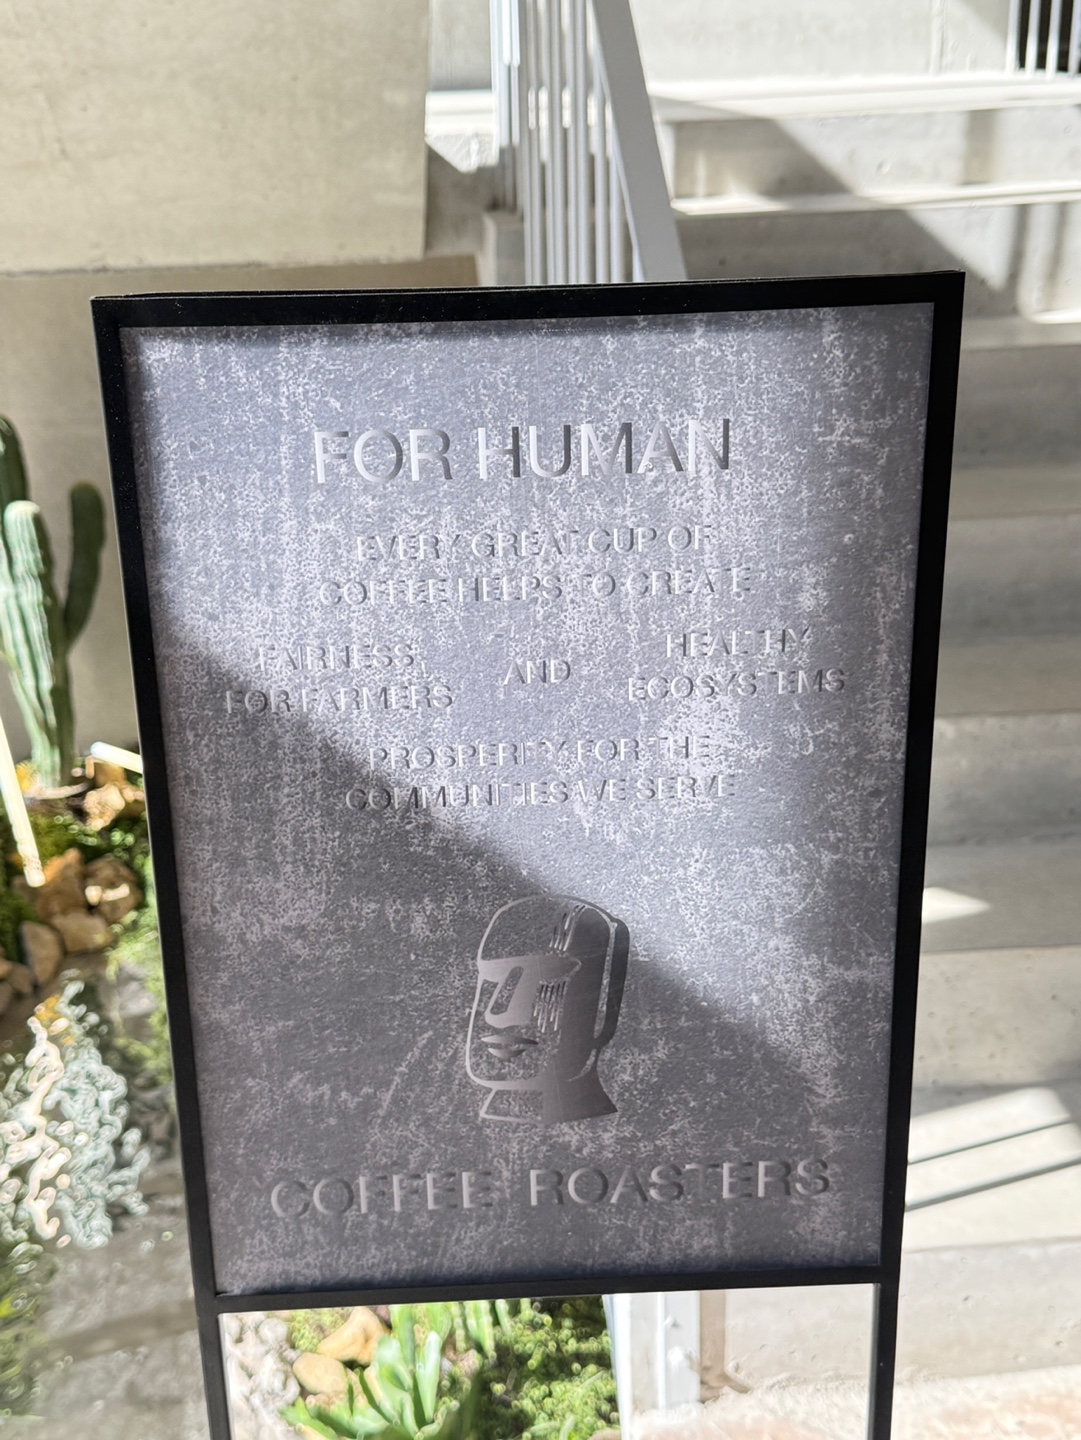 FOR HUMAN
EVERY GREAT CUP OF
COFFEE HELPS TO CREATE
FAIRNESS
FOR FARMERS
AND
HEALTHY
ECOSYSTEMS
PROSPERITY FOR THE
COMMUNITIES WE SERVE
COFFEE ROASTERS